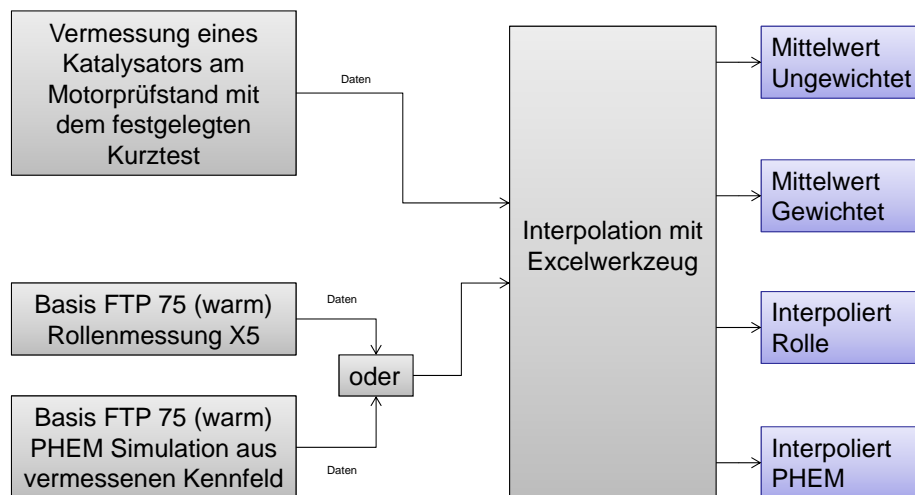 Vermessung eines
Katalysators am
Motorprüfstand mit
dem festgelegten
Kurztest
Daten
Basis FTP 75 (warm)
Rollenmessung X5
Daten
oder
Basis FTP 75 (warm)
PHEM Simulation aus
vermessenen Kennfeld
Daten
Interpolation mit
Excelwerkzeug
Mittelwert
Ungewichtet
Mittelwert
Gewichtet
Interpoliert
Rolle
Interpoliert
PHEM